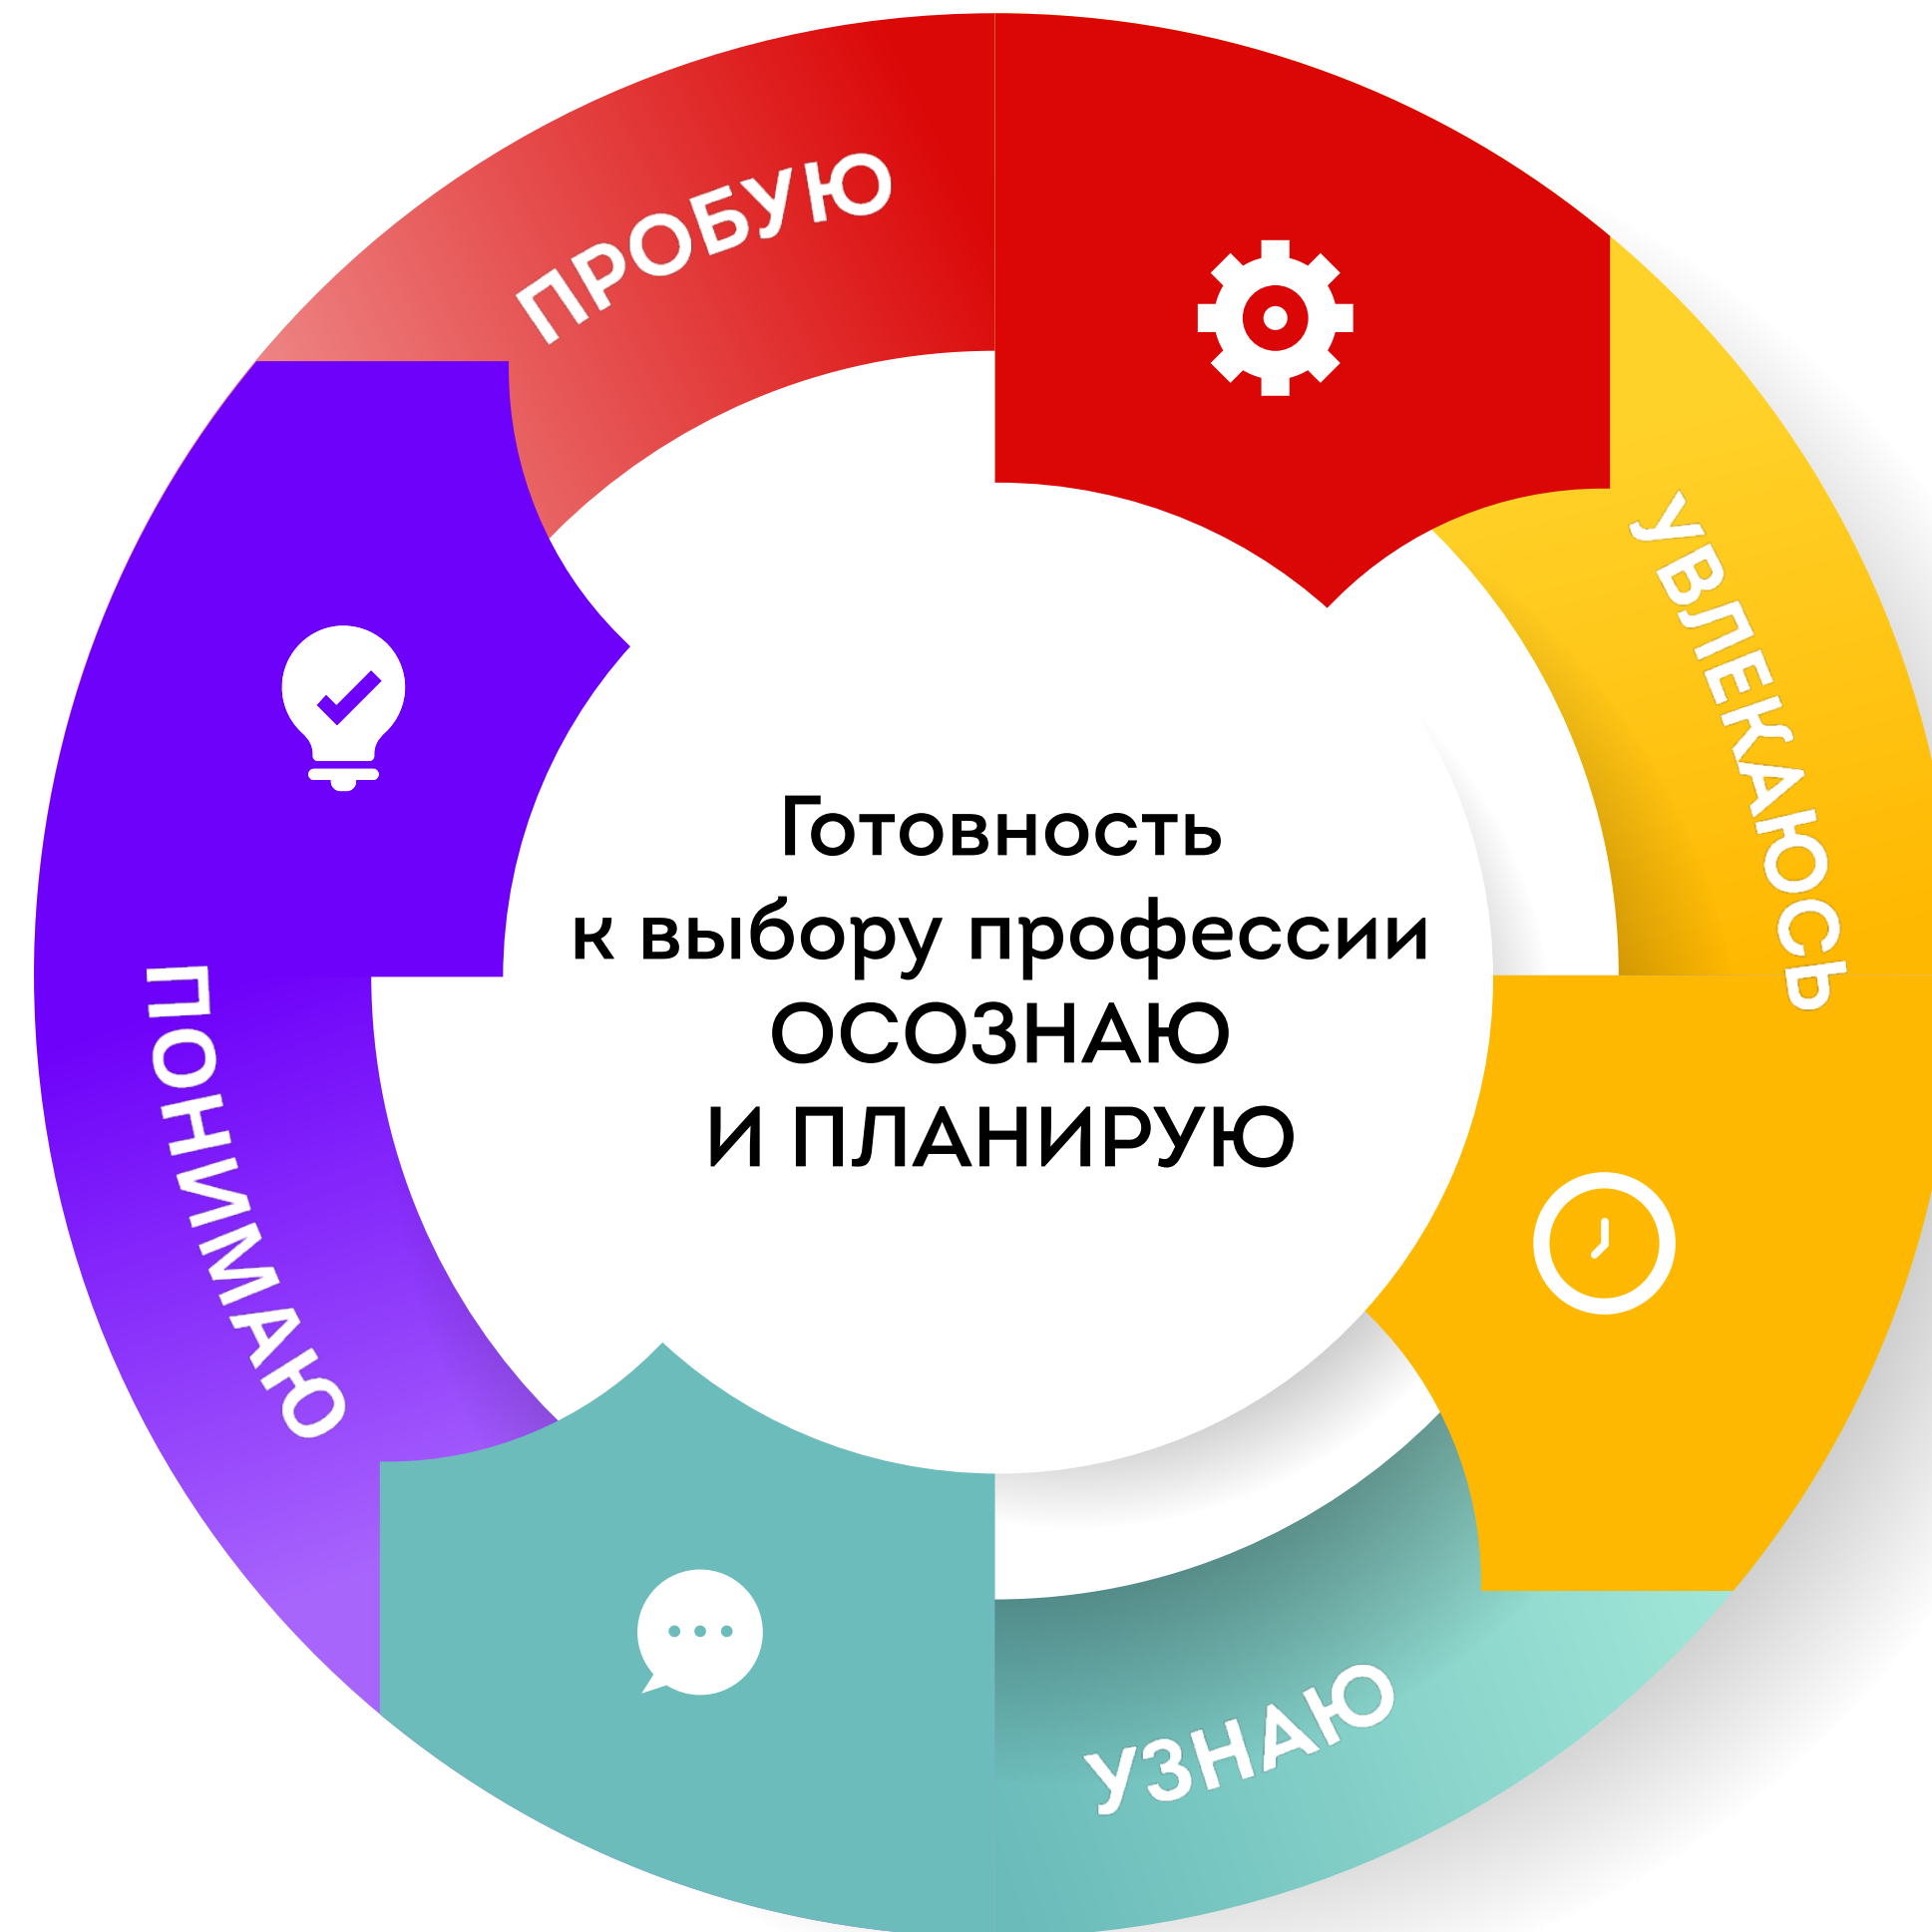 ПРОБУЮ
УВЛЕКАЮСЬ
Готовность
к выбору профессии
ОСОЗНАЮ
И ПЛАНИРУЮ
ПОНИМАЮ
УЗНАЮ